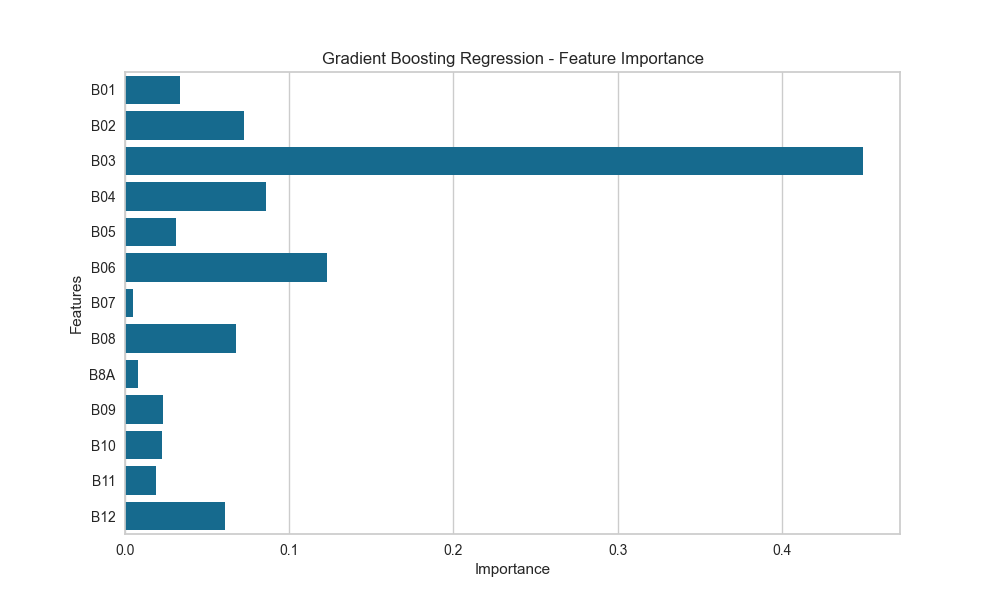 Gradient Boosting Regression - Feature Importance
B01
B02
B03
B04
B05
B06
B07
B08
B8A
B09
B10
B11
B12
Features
0.0 0.1 0.2 0.3 0.4
Importance